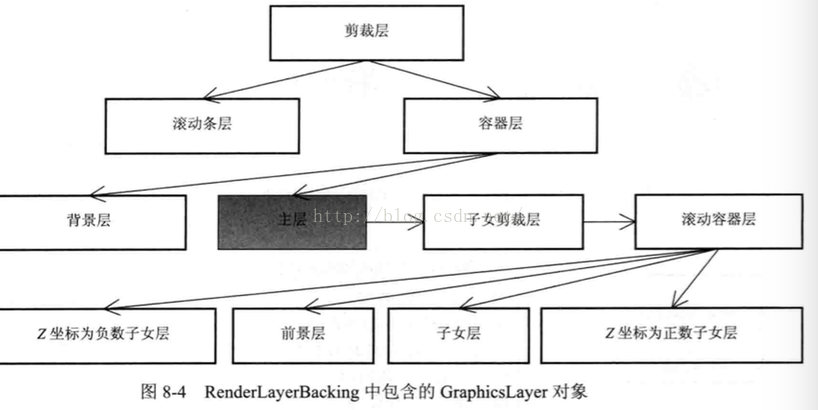 剪裁层
滚动条层
容器层
背景层
主层
子女剪裁层
滚动容器层
http://blog.csdn.net
Z 坐标为负数子女层
前景层
子女层
Z 坐标为正数子女层
图 8-4 RenderLayerBacking 中包含的 GraphicsLayer 对象